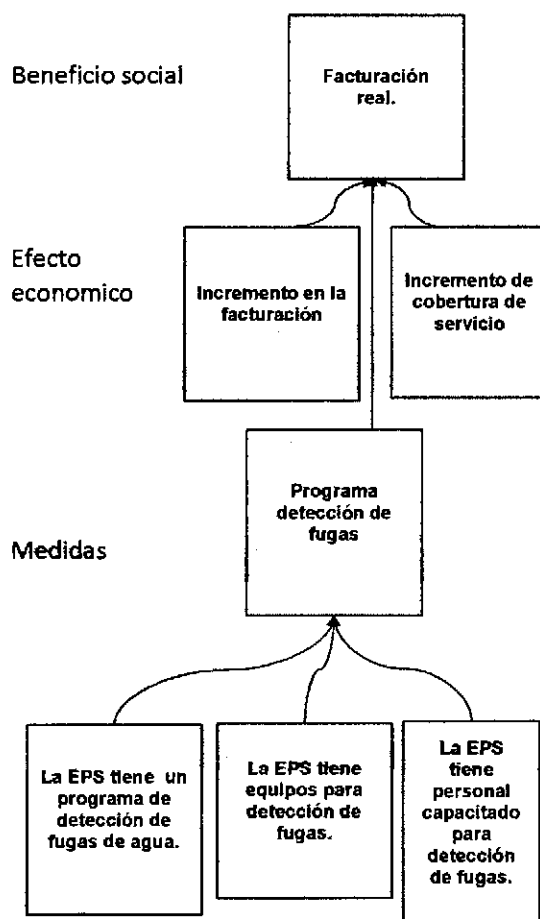 Beneficio social
Facturación
real.
Efecto
economico
Incremento en la
facturación
Incremento de
cobertura de
servicio
Programa
detección de
fugas
Medidas
La EPS tiene un
programa de
detección de
fugas de agua.
La EPS tiene
equipos para
detección de
fugas.
La EPS
tiene
personal
capacitado
para
detección
de fugas.